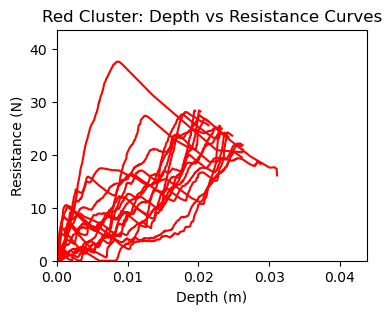 Red Cluster: Depth vs Resistance Curves
40
30
20
10
0
Resistance (N)
0.00 0.01 0.02 0.03 0.04
Depth (m)